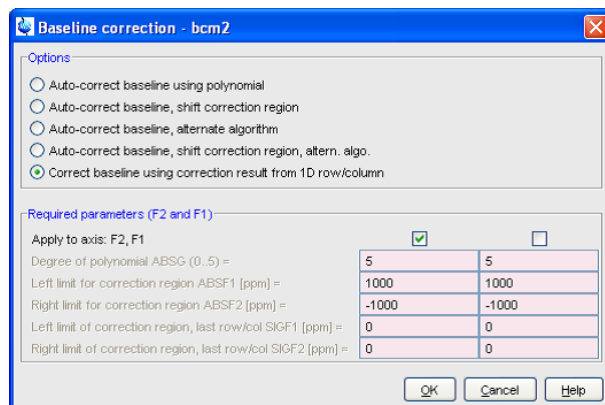 Baseline correction - bcm2
Options
Auto-correct baseline using polynomial
Auto-correct baseline, shift correction region
Auto-correct baseline, alternate algorithm
Auto-correct baseline, shift correction region, altern. algo.
Correct baseline using correction result from 1D row/column
Required parameters (F2 and F1)
Apply to axis: F2, F1
Degree of polynomial ABSG (0..5) = 5 5
Left limit for correction region ABSF1 [ppm] = 1000 1000
Right limit for correction region ABSF2 [ppm] = -1000 -1000
Left limit of correction region, last row/col SIGF1 [ppm] = 0 0
Right limit of correction region, last row/col SIGF2 [ppm] = 0 0
OK Cancel Help